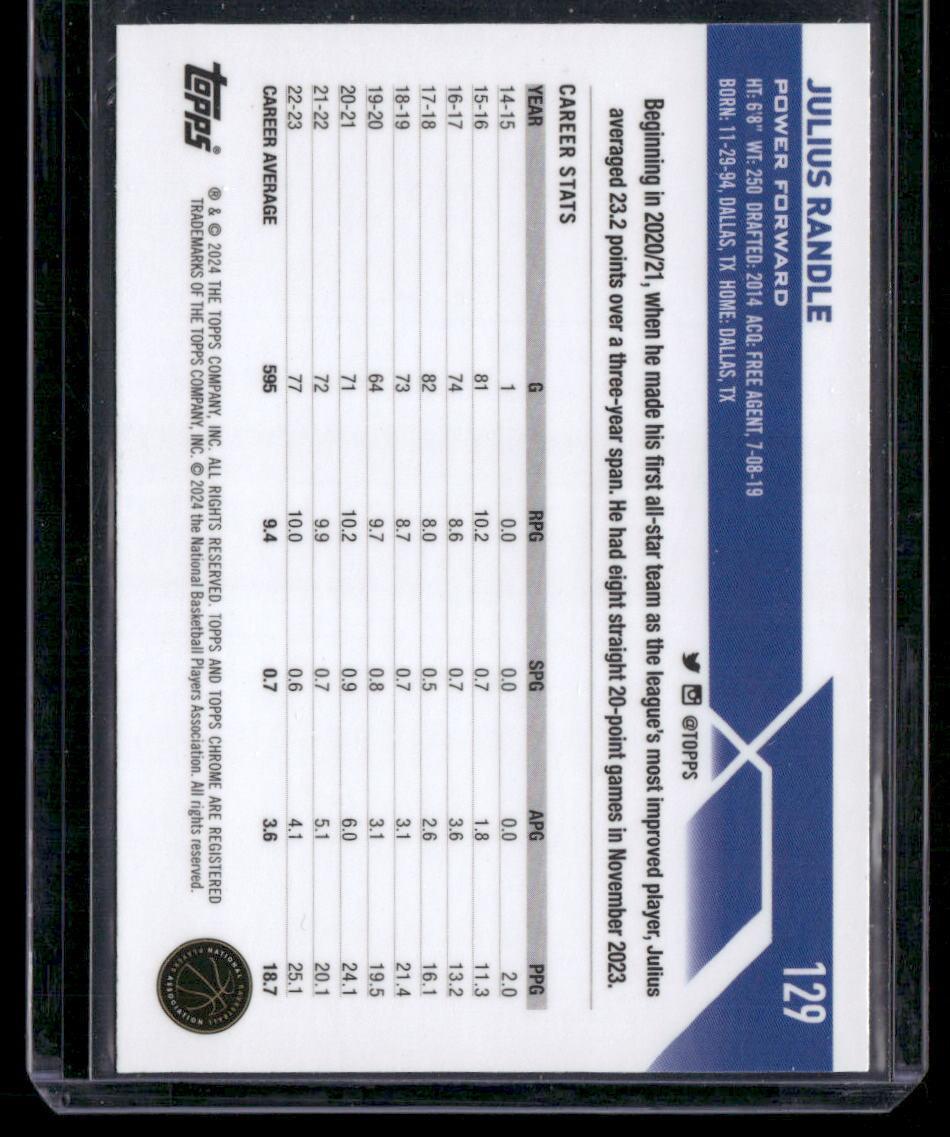 JULIUS RANDLE
129
POWER FORWARD
HT: 6'8" WT: 250 DRAFTED: 2014 ACQ: FREE AGENT, 7-08-19
BORN: 11-29-94, DALLAS, TX HOME: DALLAS, TX
@TOPPS
Beginning in 2020/21, when he made his first all-star team as the league's most improved player, Julius
averaged 23.2 points over a three-year span. He had eight straight 20-point games in November 2023.
CAREER STATS
YEAR G RPG SPG APG PPG
14-15 1 0.0 0.0 0.0 2.0
15-16 81 10.2 0.7 1.8 11.3
16-17 74 8.6 0.7 3.6 13.2
17-18 82 8.0 0.5 2.6 16.1
18-19 73 8.7 0.7 3.1 21.4
19-20 64 9.7 0.8 3.1 19.5
20-21 71 10.2 0.9 6.0 24.1
21-22 72 9.9 0.7 5.1 20.1
22-23 77 10.0 0.6 4.1 25.1
CAREER AVERAGE 595 9.4 0.7 3.6 18.7
topps®
® & © 2024 THE TOPPS COMPANY, INC. ALL RIGHTS RESERVED. TOPPS AND TOPPS CHROME ARE REGISTERED
TRADEMARKS OF THE TOPPS COMPANY, INC. © 2024 the National Basketball Players Association. All rights reserved.
NATIONAL BASKETBALL PLAYERS ASSOCIATION